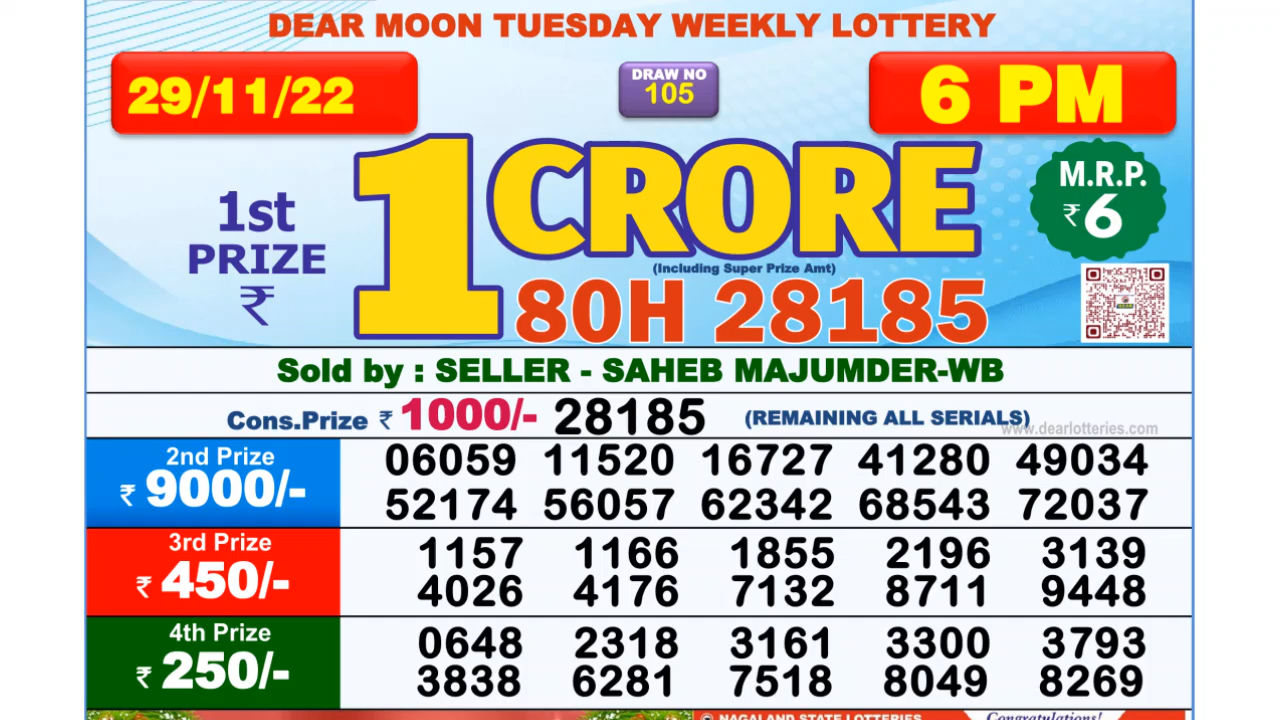 DEAR MOON TUESDAY WEEKLY LOTTERY
29/11/22
DRAW NO
105
6 PM
1st
PRIZE
₹
1 CRORE
(Including Super Prize Amt)
M.R.P.
₹ 6
80H 28185
Sold by : SELLER - SAHEB MAJUMDER-WB
Cons.Prize ₹ 1000/- 28185 (REMAINING ALL SERIALS)
www.dearlotteries.com
2nd Prize
₹ 9000/-
06059 11520 16727 41280 49034
52174 56057 62342 68543 72037
3rd Prize
₹ 450/-
1157 1166 1855 2196 3139
4026 4176 7132 8711 9448
4th Prize
₹ 250/-
0648 2318 3161 3300 3793
3838 6281 7518 8049 8269
NAGALAND STATE LOTTERIES
Congratulations!